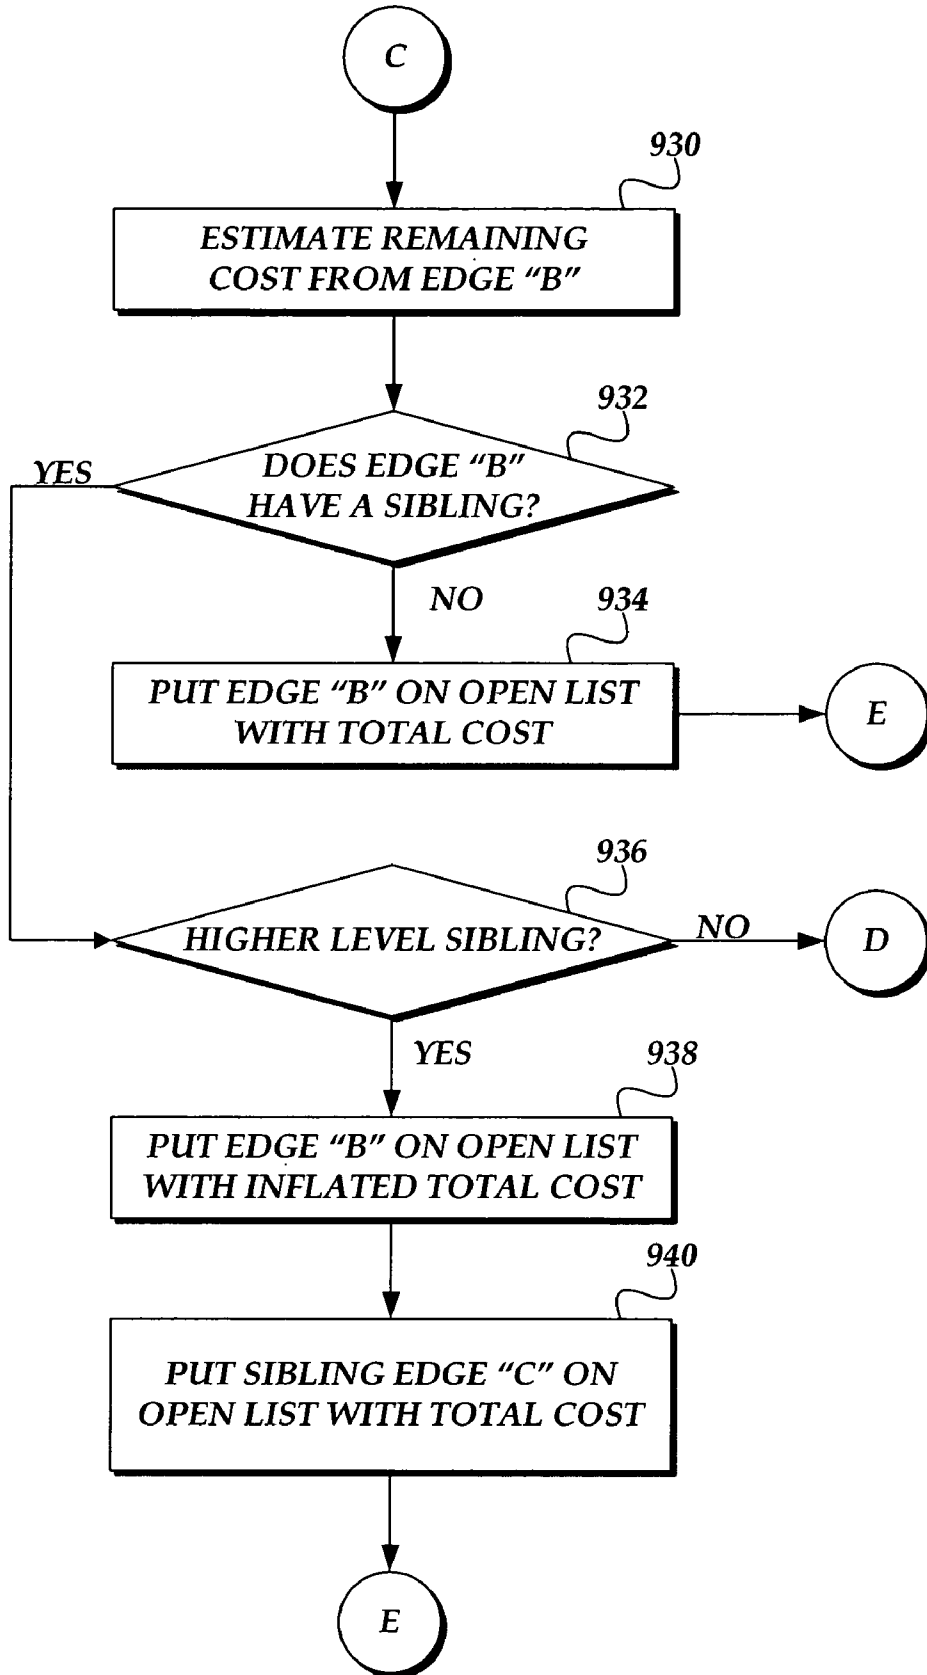 C
930
ESTIMATE REMAINING
COST FROM EDGE “B”
932
YES
DOES EDGE “B”
HAVE A SIBLING?
NO
934
PUT EDGE “B” ON OPEN LIST
WITH TOTAL COST
E
936
HIGHER LEVEL SIBLING?
NO
D
YES
938
PUT EDGE “B” ON OPEN LIST
WITH INFLATED TOTAL COST
940
PUT SIBLING EDGE “C” ON
OPEN LIST WITH TOTAL COST
E